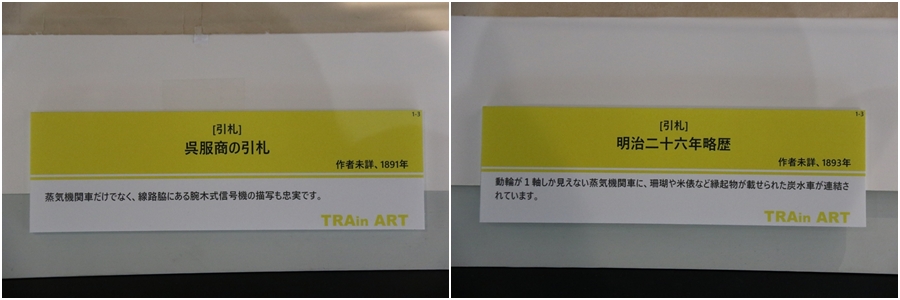 1-3
[引札]
呉服商の引札
作者未詳、1891年
蒸気機関車だけでなく、線路脇にある腕木式信号機の描写も忠実です。
TRAin ART
1-3
[引札]
明治二十六年略歴
作者未詳、1893年
動輪が1軸しか見えない蒸気機関車に、珊瑚や米俵など縁起物が載せられた炭水車が連結さ
れています。
TRAin ART